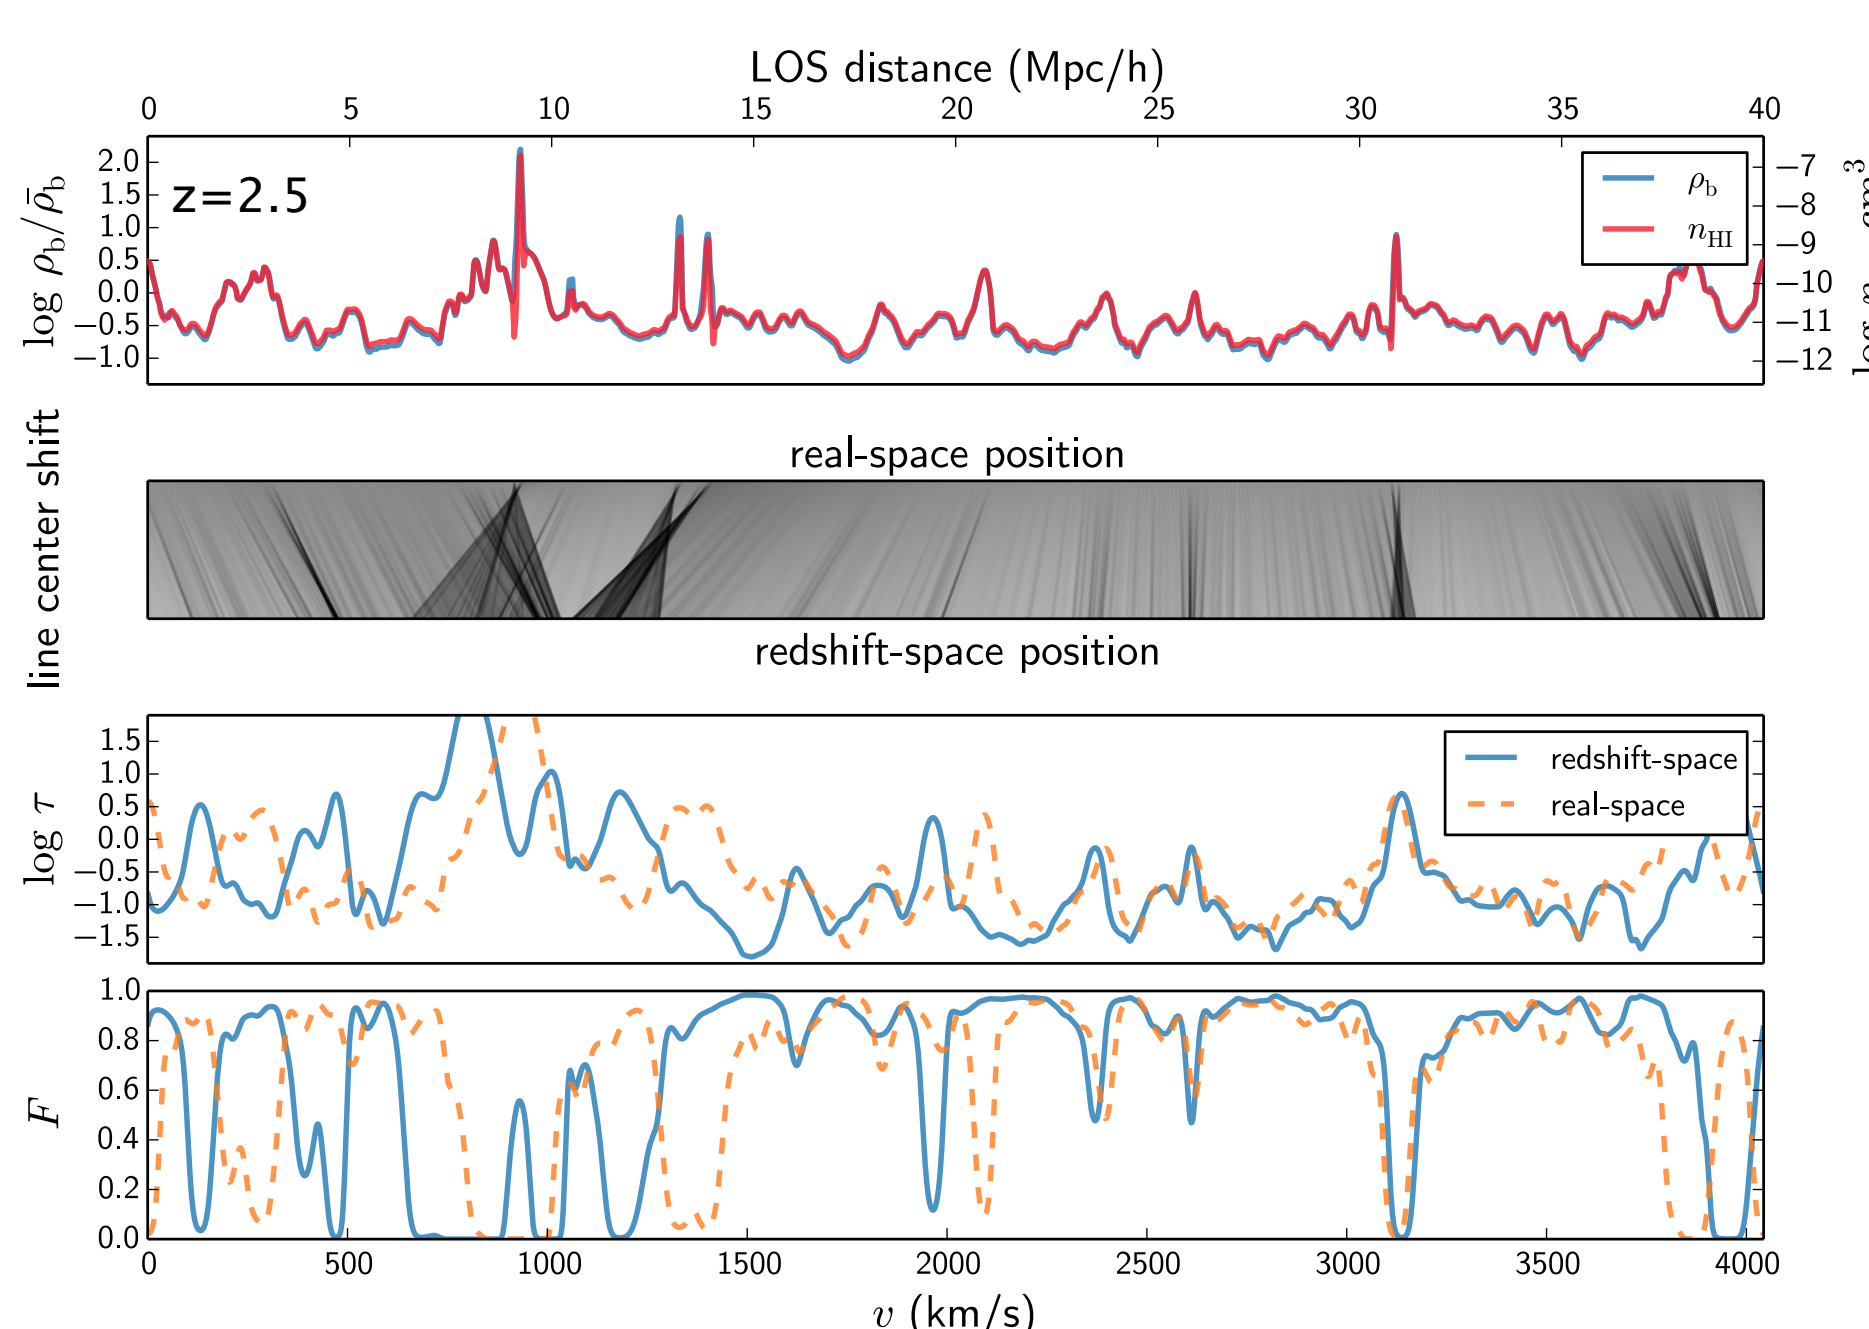 LOS distance (Mpc/h)
0 5 10 15 20 25 30 35 40
log ρb/ρ̄b
2.0
1.5
1.0
0.5
0.0
−0.5
−1.0
z=2.5
ρb
nHI
−7
−8
−9
−10
−11
−12
line center shift
real-space position
redshift-space position
log τ
1.5
1.0
0.5
0.0
−0.5
−1.0
−1.5
redshift-space
real-space
F
1.0
0.8
0.6
0.4
0.2
0.0
0 500 1000 1500 2000 2500 3000 3500 4000
v (km/s)